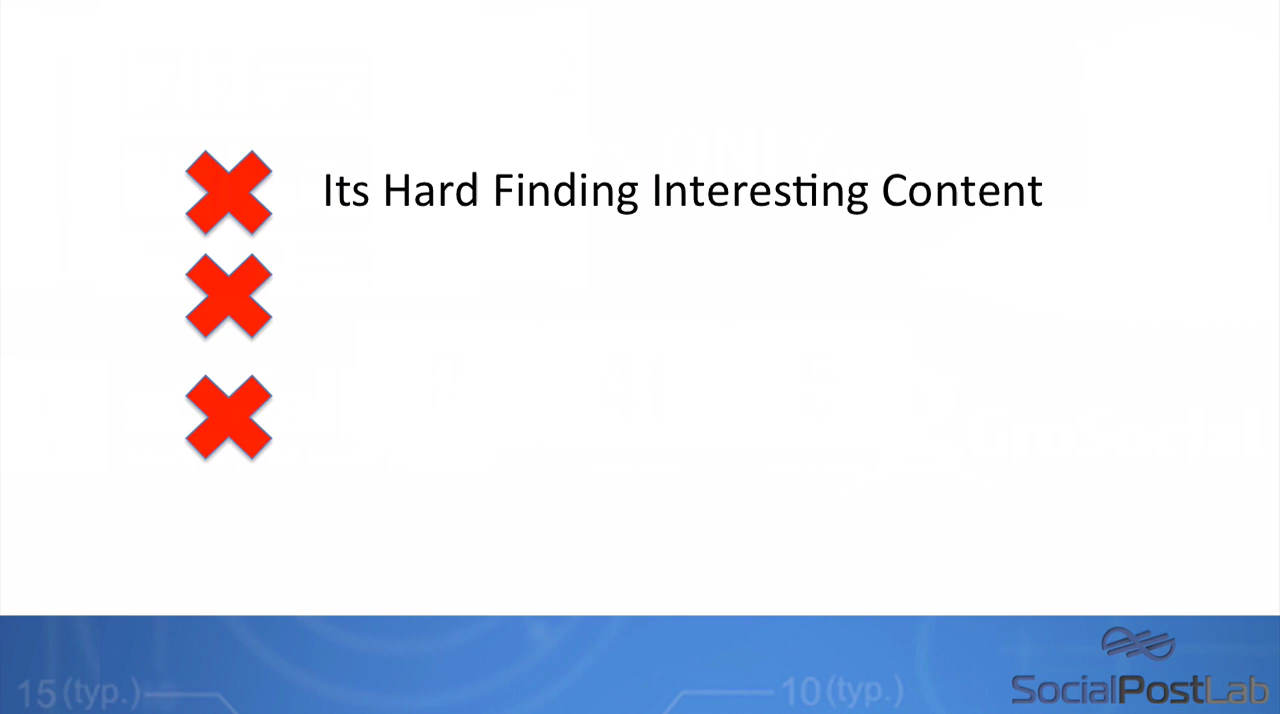 Its Hard Finding Interesting Content
15 (typ.)
10 (typ.)
SocialPostLab